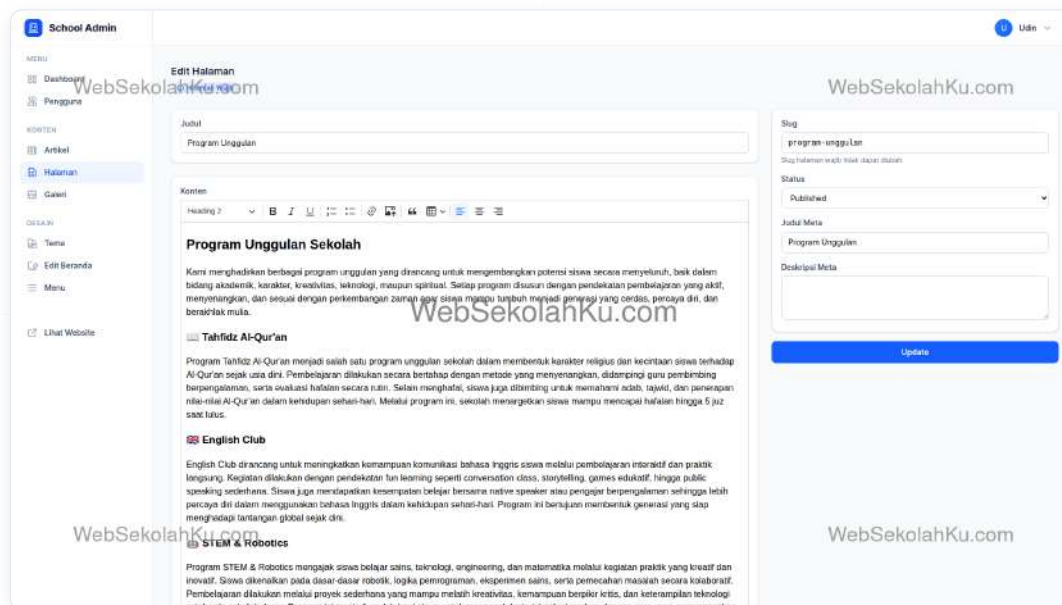 School Admin
Udin
MENU
Dashboard
Pengguna
KONTEN
Artikel
Halaman
Galeri
DESAIN
Tema
Edit Beranda
Menu
Lihat Website
Edit Halaman
Judul
Program Unggulan
Konten
Heading 2
Program Unggulan Sekolah
Kami menghadirkan berbagai program unggulan yang dirancang untuk mengembangkan potensi siswa secara menyeluruh, baik dalam
bidang akademik, karakter, kreativitas, teknologi, maupun spiritual. Setiap program disusun dengan pendekatan pembelajaran yang aktif,
menyenangkan, dan sesuai dengan perkembangan zaman agar siswa mampu tumbuh menjadi generasi yang cerdas, percaya diri, dan
berakhlak mulia.
Tahfidz Al-Qur'an
Program Tahfidz Al-Qur'an menjadi salah satu program unggulan sekolah dalam membentuk karakter religius dan kecintaan siswa terhadap
Al-Qur'an sejak usia dini. Pembelajaran dilakukan secara bertahap dengan metode yang menyenangkan, didampingi guru pembimbing
berpengalaman, serta evaluasi hafalan secara rutin. Selain menghafal, siswa juga dibimbing untuk memahami adab, tajwid, dan penerapan
nilai-nilai Al-Qur'an dalam kehidupan sehari-hari. Melalui program ini, sekolah menargetkan siswa mampu mencapai hafalan hingga 5 juz
saat lulus.
English Club
English Club dirancang untuk meningkatkan kemampuan komunikasi bahasa Inggris siswa melalui pembelajaran interaktif dan praktik
langsung. Kegiatan dilakukan dengan pendekatan fun learning seperti conversation class, storytelling, games edukatif, hingga public
speaking sederhana. Siswa juga mendapatkan kesempatan belajar bersama native speaker atau pengajar berpengalaman sehingga lebih
percaya diri dalam menggunakan bahasa Inggris dalam kehidupan sehari-hari. Program ini bertujuan membentuk generasi yang siap
menghadapi tantangan global sejak dini.
STEM & Robotics
Program STEM & Robotics mengajak siswa belajar sains, teknologi, engineering, dan matematika melalui kegiatan praktik yang kreatif dan
inovatif. Siswa dikenalkan pada dasar-dasar robotik, logika pemrograman, eksperimen sains, serta pemecahan masalah secara kolaboratif.
Pembelajaran dilakukan melalui proyek sederhana yang mampu melatih kreativitas, kemampuan berpikir kritis, dan keterampilan teknologi
Slug
program-unggulan
Slug halaman wajib tidak dapat diubah
Status
Published
Judul Meta
Program Unggulan
Deskripsi Meta
Update
WebSekolahKu.com
WebSekolahKu.com
WebSekolahKu.com
WebSekolahKu.com
WebSekolahKu.com